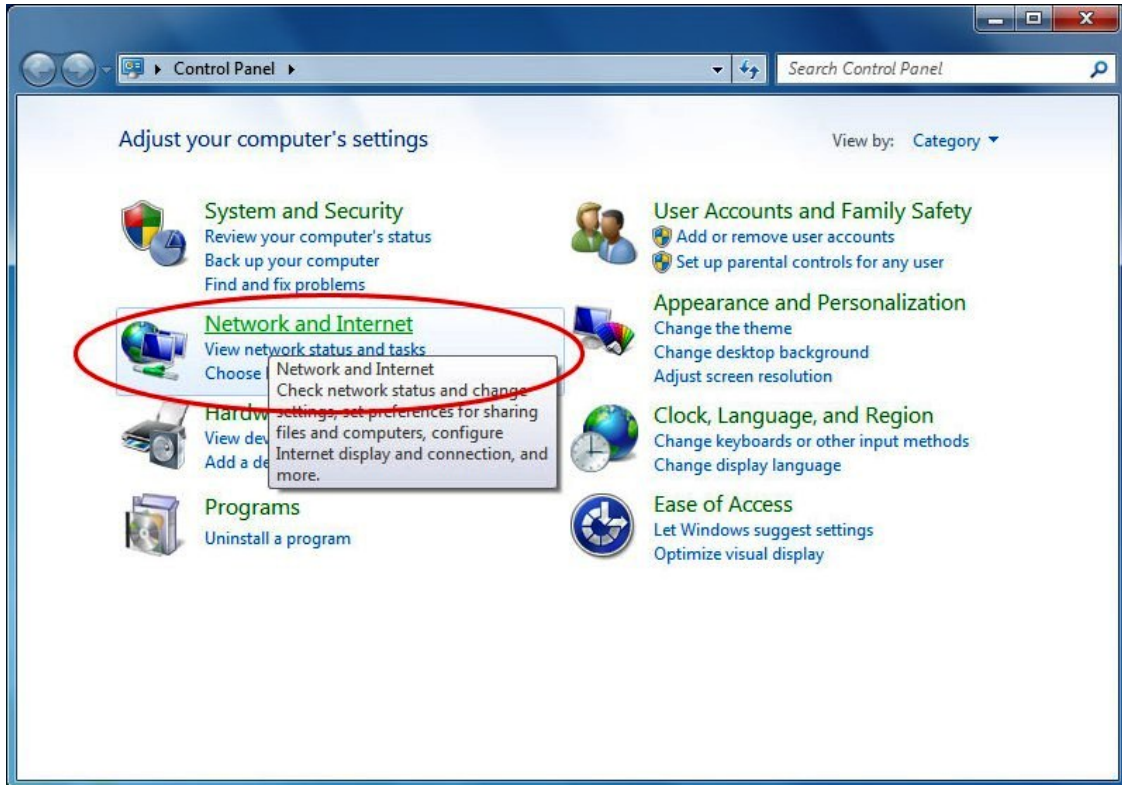 Control Panel
Search Control Panel
Adjust your computer's settings
View by: Category
System and Security
Review your computer's status
Back up your computer
Find and fix problems
Network and Internet
View network status and tasks
Choose
Network and Internet
Check network status and change
settings, set preferences for sharing
files and computers, configure
Internet display and connection, and
more.
View
Add a
Programs
Uninstall a program
User Accounts and Family Safety
Add or remove user accounts
Set up parental controls for any user
Appearance and Personalization
Change the theme
Change desktop background
Adjust screen resolution
Clock, Language, and Region
Change keyboards or other input methods
Change display language
Ease of Access
Let Windows suggest settings
Optimize visual display